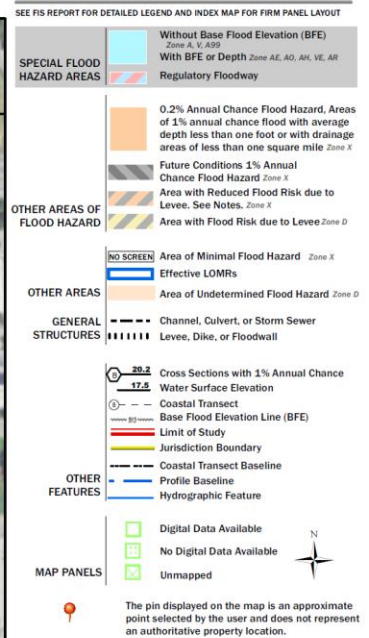 SEE FIS REPORT FOR DETAILED LEGEND AND INDEX MAP FOR FIRM PANEL LAYOUT
SPECIAL FLOOD
HAZARD AREAS
Without Base Flood Elevation (BFE)
Zone A, V, A99
With BFE or Depth Zone AE, AO, AH, VE, AR
Regulatory Floodway
OTHER AREAS OF
FLOOD HAZARD
0.2% Annual Chance Flood Hazard, Areas
of 1% annual chance flood with average
depth less than one foot or with drainage
areas of less than one square mile Zone X
Future Conditions 1% Annual
Chance Flood Hazard Zone X
Area with Reduced Flood Risk due to
Levee. See Notes. Zone X
Area with Flood Risk due to Levee Zone D
OTHER AREAS
NO SCREEN Area of Minimal Flood Hazard Zone X
Effective LOMRs
Area of Undetermined Flood Hazard Zone D
GENERAL
STRUCTURES
Channel, Culvert, or Storm Sewer
Levee, Dike, or Floodwall
OTHER
FEATURES
B 20.2 Cross Sections with 1% Annual Chance
17.5 Water Surface Elevation
8 Coastal Transect
513 Base Flood Elevation Line (BFE)
Limit of Study
Jurisdiction Boundary
Coastal Transect Baseline
Profile Baseline
Hydrographic Feature
MAP PANELS
Digital Data Available
No Digital Data Available
Unmapped
N
The pin displayed on the map is an approximate
point selected by the user and does not represent
an authoritative property location.